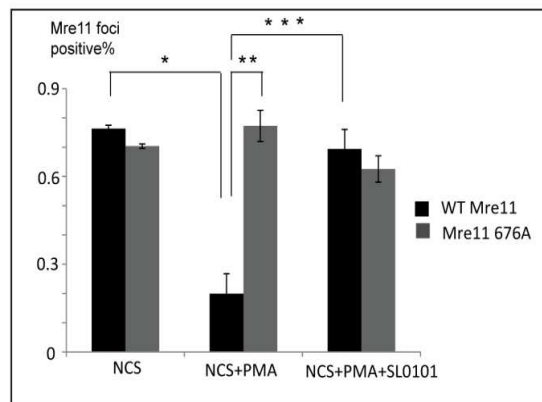 Mre11 foci
positive%
* * *
* **
0.9
0.6
0.3
0
WT Mre11
Mre11 676A
NCS NCS+PMA NCS+PMA+SL0101